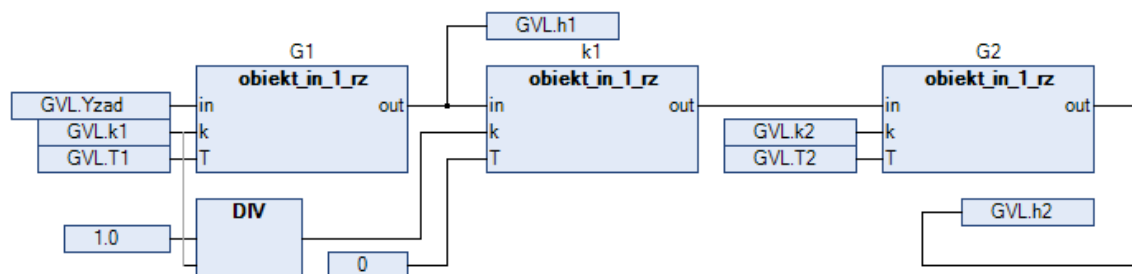 GVL.h1
G1
k1
G2
obiekt_in_1_rz
obiekt_in_1_rz
obiekt_in_1_rz
GVL.Yzad
in
out
in
out
in
out
GVL.k1
k
k
GVL.k2
k
GVL.T1
T
T
GVL.T2
T
DIV
GVL.h2
1.0
0